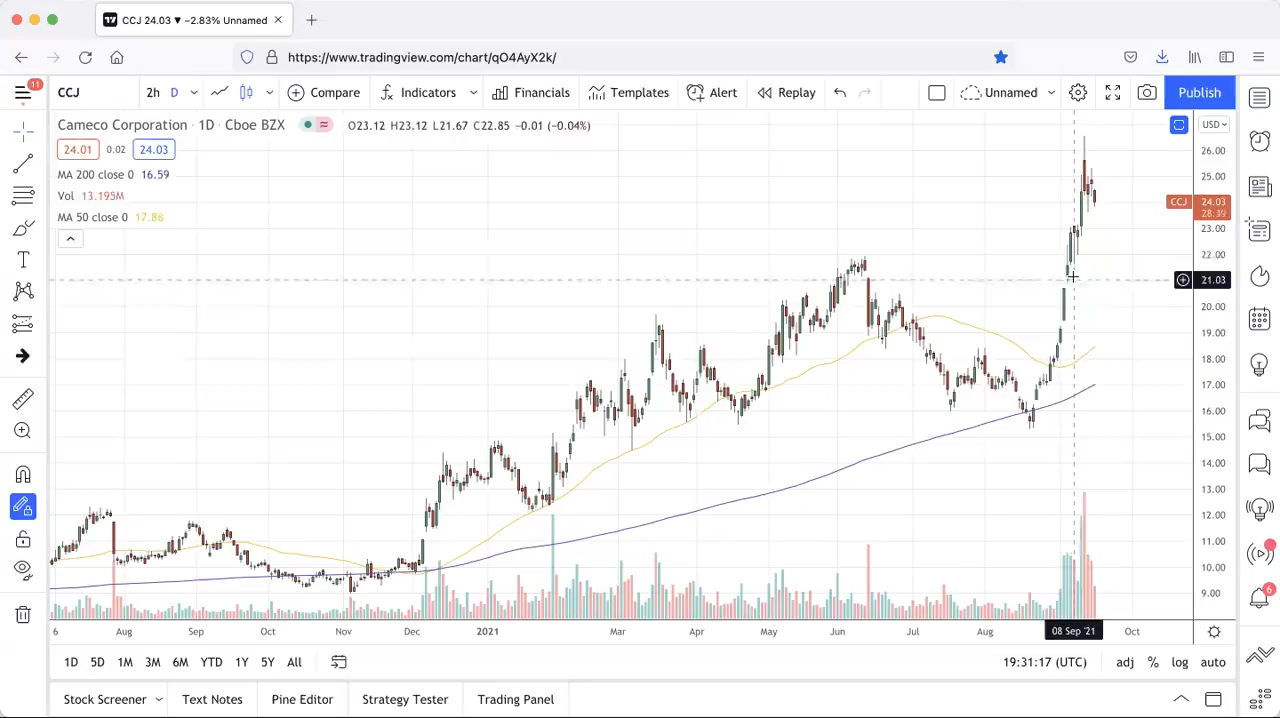 CCJ 24.03 ▼ −2.83% Unnamed
https://www.tradingview.com/chart/qO4AyX2k/
11
CCJ
2h D
Compare
Indicators
Financials
Templates
Alert
Replay
Unnamed
Publish
Cameco Corporation · 1D · Cboe BZX
O23.12 H23.12 L21.67 C22.85 −0.01 (−0.04%)
USD
24.01 0.02 24.03
MA 200 close 0 16.59
Vol 13.195M
MA 50 close 0 17.86
26.00
25.00
CCJ 24.03
28:39
23.00
22.00
21.03
20.00
19.00
18.00
17.00
16.00
15.00
14.00
13.00
12.00
11.00
10.00
9.00
6 Aug Sep Oct Nov Dec 2021 Mar Apr May Jun Jul Aug 08 Sep '21 Oct
1D 5D 1M 3M 6M YTD 1Y 5Y All
19:31:17 (UTC) adj % log auto
Stock Screener Text Notes Pine Editor Strategy Tester Trading Panel
6